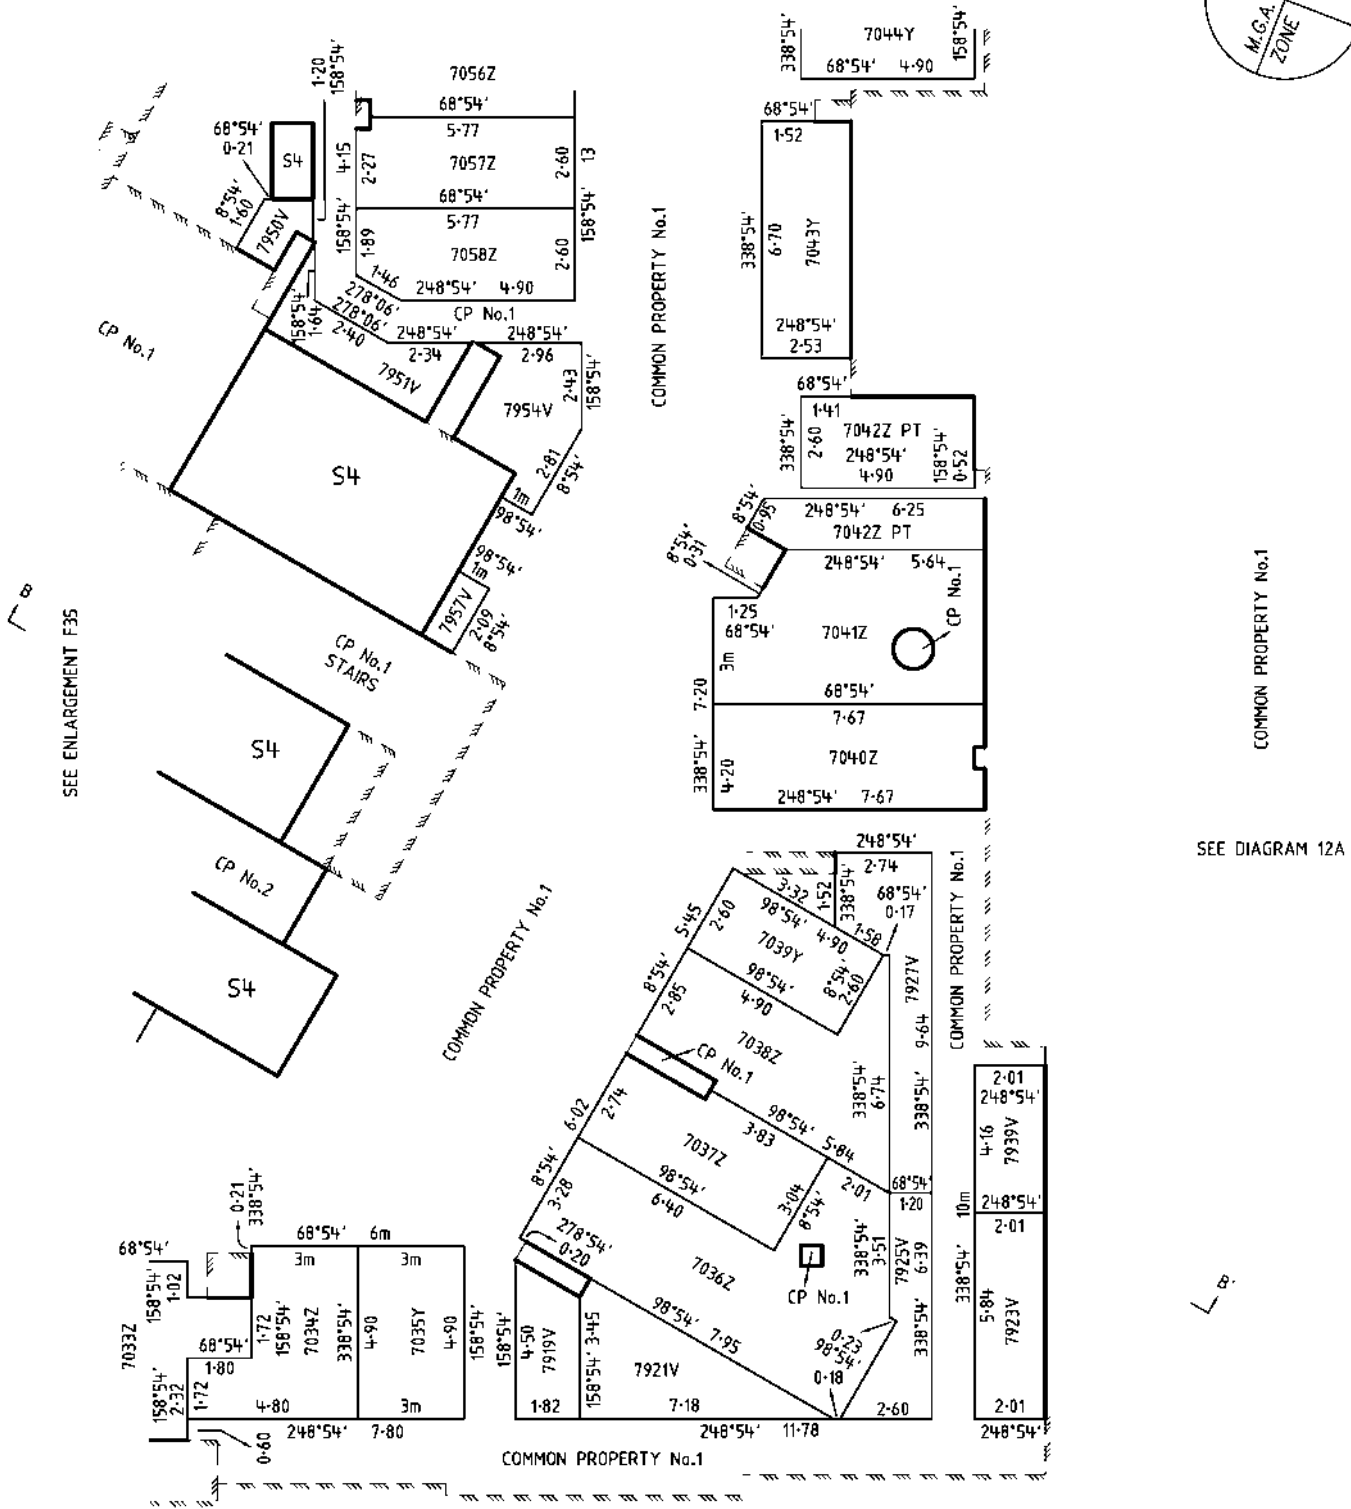 M.G.A.
ZONE
338°54'
7044Y
158°54'
68°54' 4·90
1·20
158°54'
7056Z
68°54'
5·77
68°54'
0·21
S4
4·15
2·27
7057Z
2·60
13
68°54'
5·77
158°54'
1·89
7058Z
2·60
158°54'
8°54'
1·60
7950V
1·46
278°06'
248°54' 4·90
CP No.1
COMMON PROPERTY No.1
68°54'
1·52
338°54'
6·70
7043Y
248°54'
2·53
CP No.1
158°54'
1·64
278°06'
2·40
248°54'
2·34
248°54'
2·96
7951V
7954V
2·43
158°54'
2·81
8°54'
1m
98°54'
S4
98°54'
1m
7957V
2·09
8°54'
68°54'
1·41
338°54'
2·60
7042Z PT
248°54'
4·90
158°54'
0·52
8°54'
0·95
248°54' 6·25
7042Z PT
8°54'
0·31
248°54' 5·64
CP No.1
1·25
68°54'
7041Z
3m
7·20
68°54'
7·67
338°54'
4·20
7040Z
248°54' 7·67
COMMON PROPERTY No.1
B
SEE ENLARGEMENT F35
CP No.1
STAIRS
S4
CP No.2
S4
COMMON PROPERTY No.1
SEE DIAGRAM 12A
248°54'
2·74
68°54'
0·17
3·32
1·52
338°54'
98°54' 4·90
1·58
5·45
2·60
7039Y
98°54'
4·90
8°54'
2·60
7927V
COMMON PROPERTY No.1
8°54'
2·85
7038Z
CP No.1
9·64
338°54'
338°54'
6·74
6·02
2·74
98°54' 5·84
3·83
7037Z
2·01
68°54'
1·20
8°54'
3·28
98°54'
6·40
3·04
8°54'
278°54'
0·20
7036Z
CP No.1
338°54'
3·51
7925V
6·39
338°54'
98°54' 7·95
0·23
98°54'
0·18
2·01
248°54'
4·16
7939V
10m
248°54'
2·01
338°54'
5·84
7923V
2·01
248°54'
B'
0·21
338°54'
68°54'
68°54' 6m
3m
3m
158°54'
1·02
7033Z
1·72
158°54'
7034Z
338°54'
4·90
7035Y
4·90
158°54'
68°54'
1·80
158°54'
2·32
1·72
4·80
3m
248°54' 7·80
0·60
158°54'
4·50
7919V
158°54' 3·45
7921V
1·82
7·18
2·60
248°54' 11·78
COMMON PROPERTY No.1